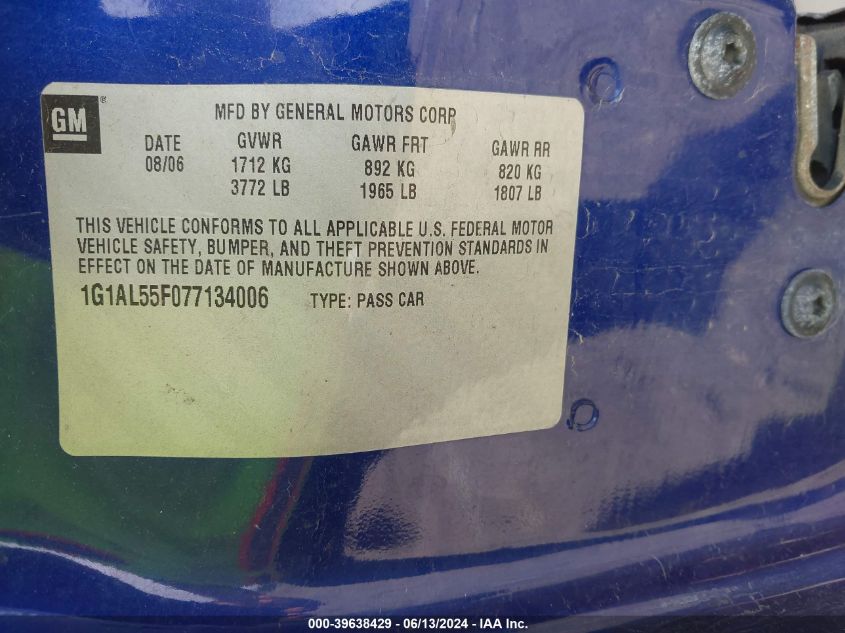 GM ®
MFD BY GENERAL MOTORS CORP
DATE GVWR GAWR FRT GAWR RR
08/06 1712 KG 892 KG 820 KG
3772 LB 1965 LB 1807 LB
THIS VEHICLE CONFORMS TO ALL APPLICABLE U.S. FEDERAL MOTOR
VEHICLE SAFETY, BUMPER, AND THEFT PREVENTION STANDARDS IN
EFFECT ON THE DATE OF MANUFACTURE SHOWN ABOVE.
1G1AL55F077134006 TYPE: PASS CAR
000-39638429 - 06/13/2024 - IAA Inc.